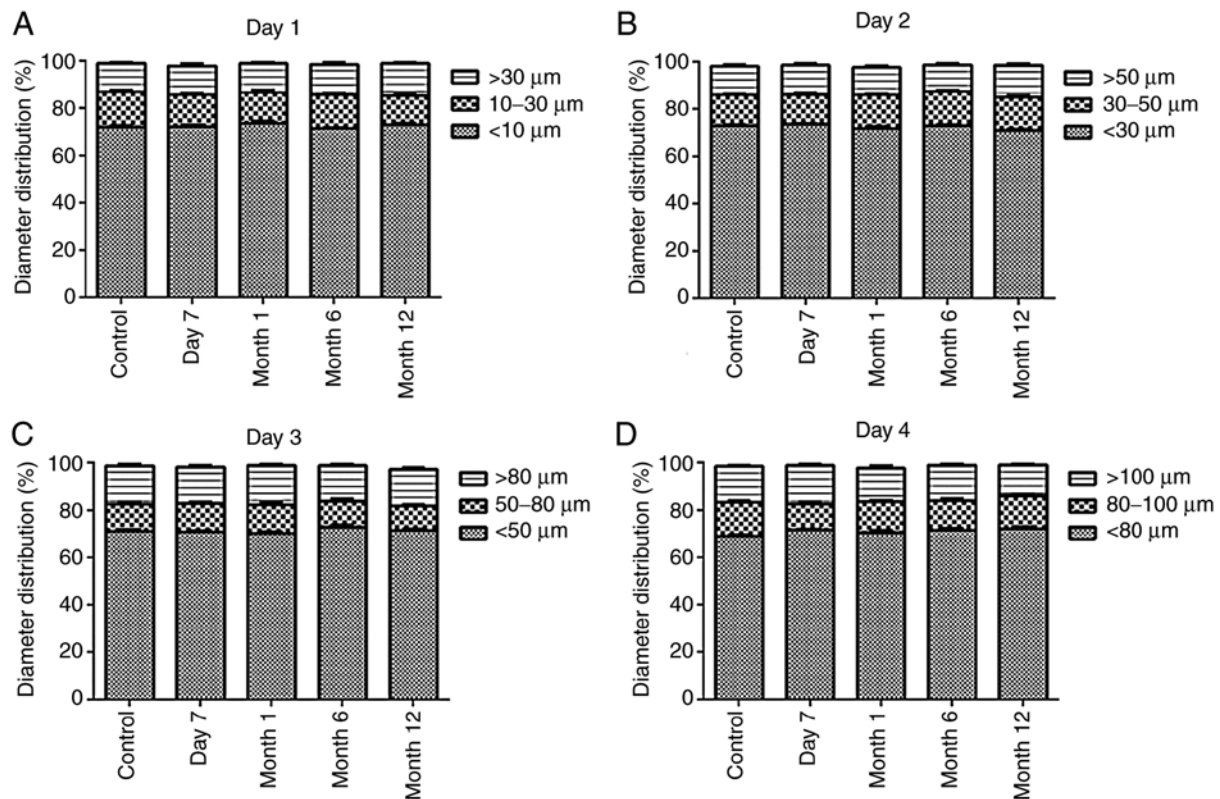 A
Day 1
Diameter distribution (%)
100
80
60
40
20
0
Control
Day 7
Month 1
Month 6
Month 12
>30 μm
10–30 μm
<10 μm
B
Day 2
Diameter distribution (%)
100
80
60
40
20
0
Control
Day 7
Month 1
Month 6
Month 12
>50 μm
30–50 μm
<30 μm
C
Day 3
Diameter distribution (%)
100
80
60
40
20
0
Control
Day 7
Month 1
Month 6
Month 12
>80 μm
50–80 μm
<50 μm
D
Day 4
Diameter distribution (%)
100
80
60
40
20
0
Control
Day 7
Month 1
Month 6
Month 12
>100 μm
80–100 μm
<80 μm